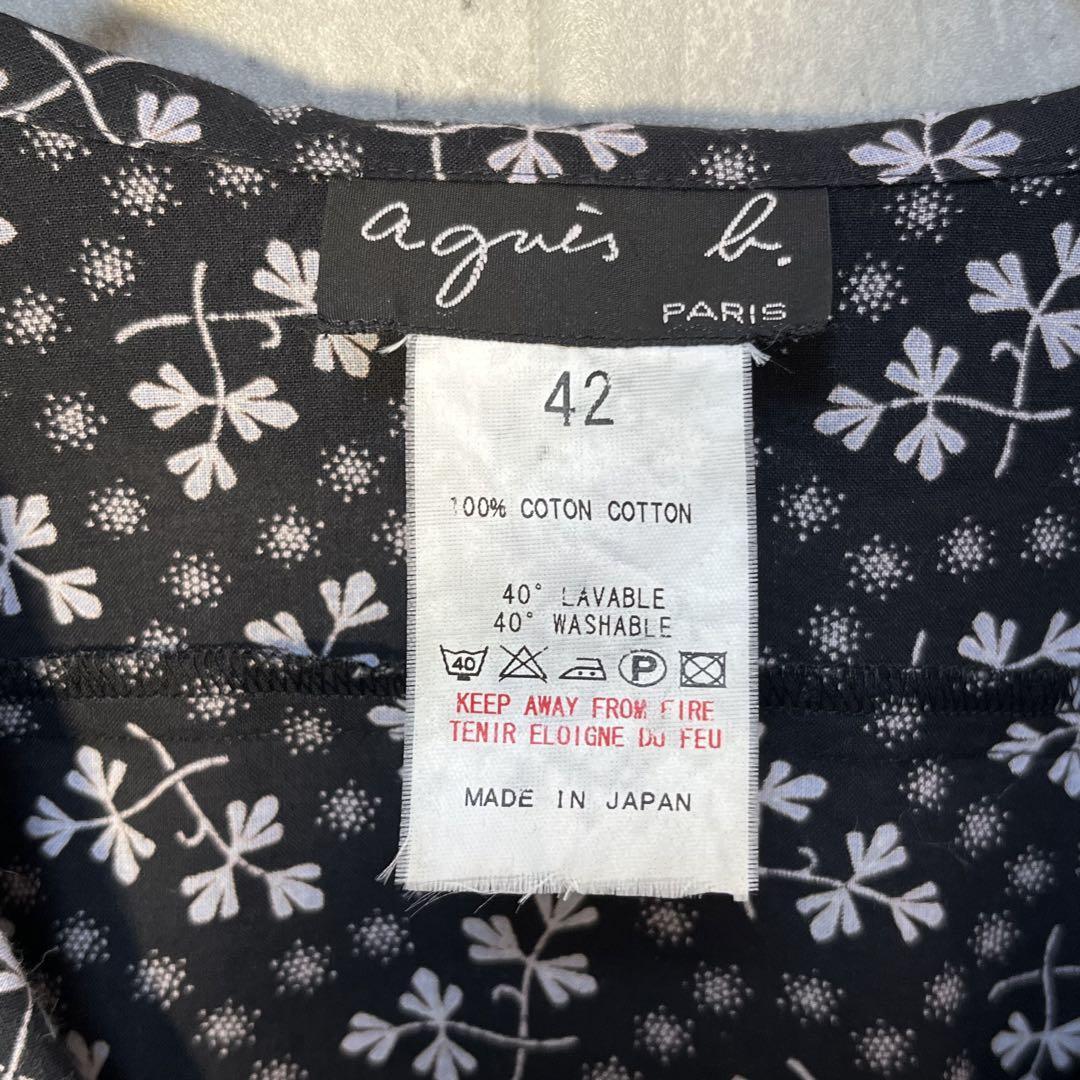 agnès b.
PARIS
42
100% COTON COTTON
40° LAVABLE
40° WASHABLE
40 P
KEEP AWAY FROM FIRE
TENIR ELOIGNE DU FEU
MADE IN JAPAN